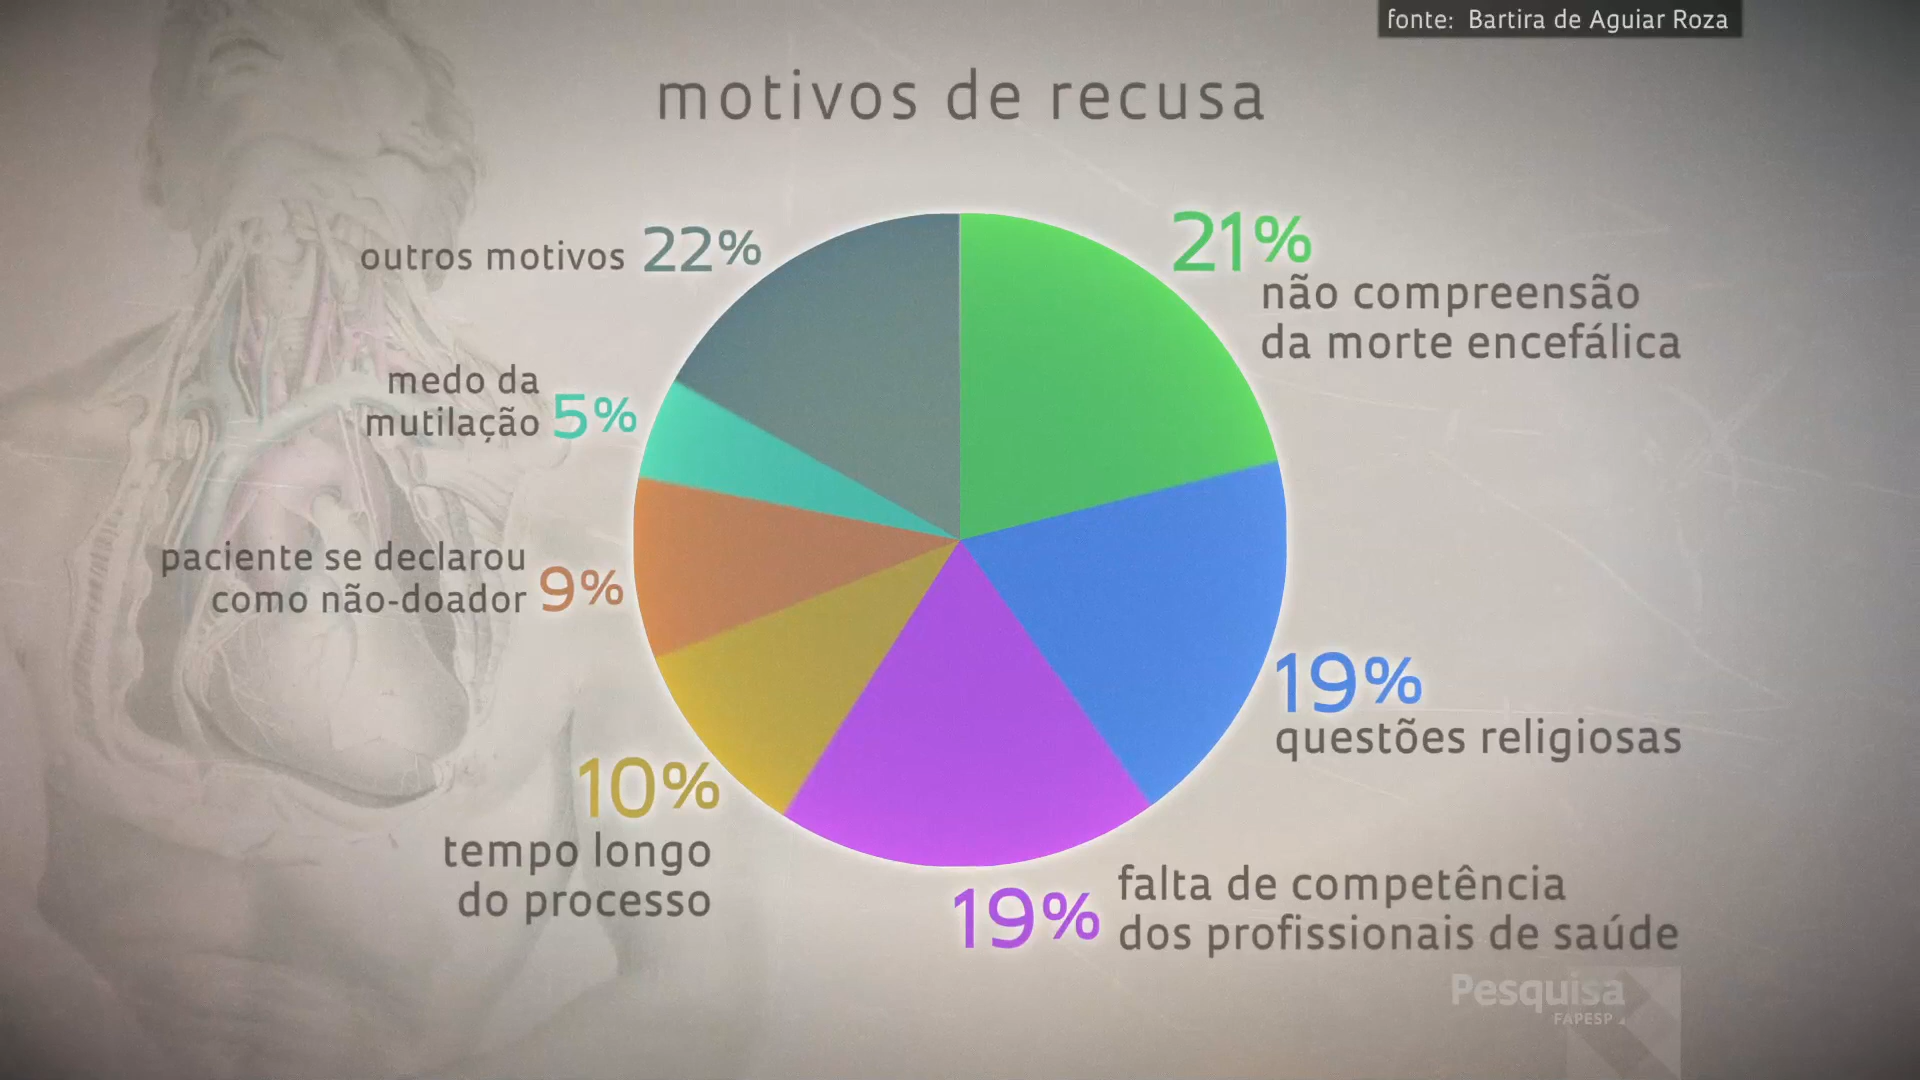 fonte: Bartira de Aguiar Roza
motivos de recusa
outros motivos 22%
21%
não compreensão
da morte encefálica
medo da
mutilação 5%
paciente se declarou
como não-doador 9%
19%
questões religiosas
10%
tempo longo
do processo
19% falta de competência
dos profissionais de saúde
Pesquisa
FAPESP